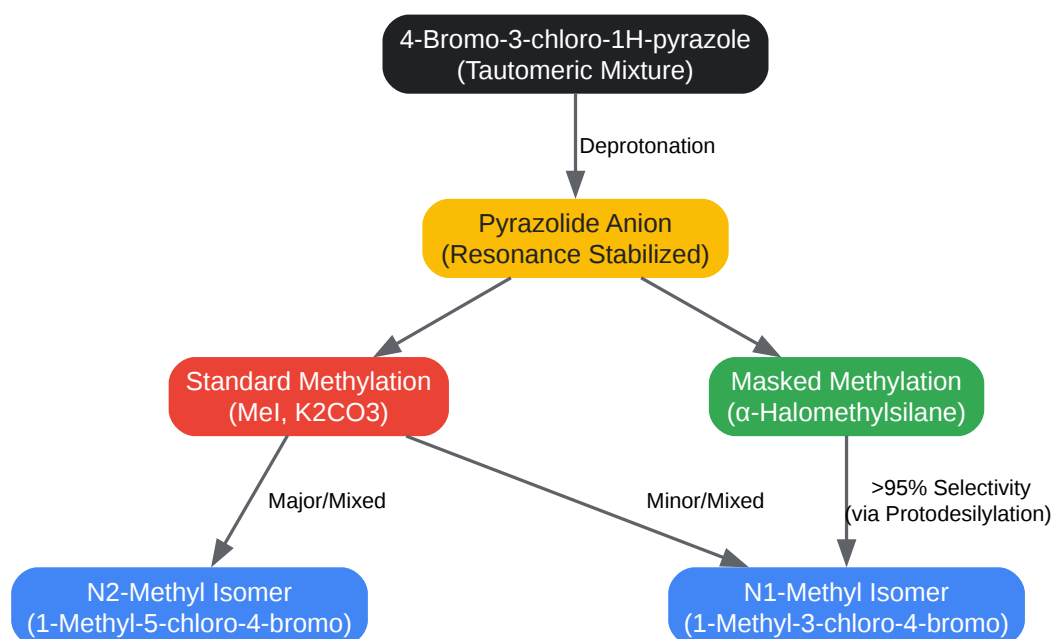 4-Bromo-3-chloro-1H-pyrazole
(Tautomeric Mixture)
Deprotonation
Pyrazolide Anion
(Resonance Stabilized)
Standard Methylation
(MeI, K2CO3)
Masked Methylation
(α-Halomethylsilane)
Major/Mixed
Minor/Mixed
>95% Selectivity
(via Protodesilylation)
N2-Methyl Isomer
(1-Methyl-5-chloro-4-bromo)
N1-Methyl Isomer
(1-Methyl-3-chloro-4-bromo)